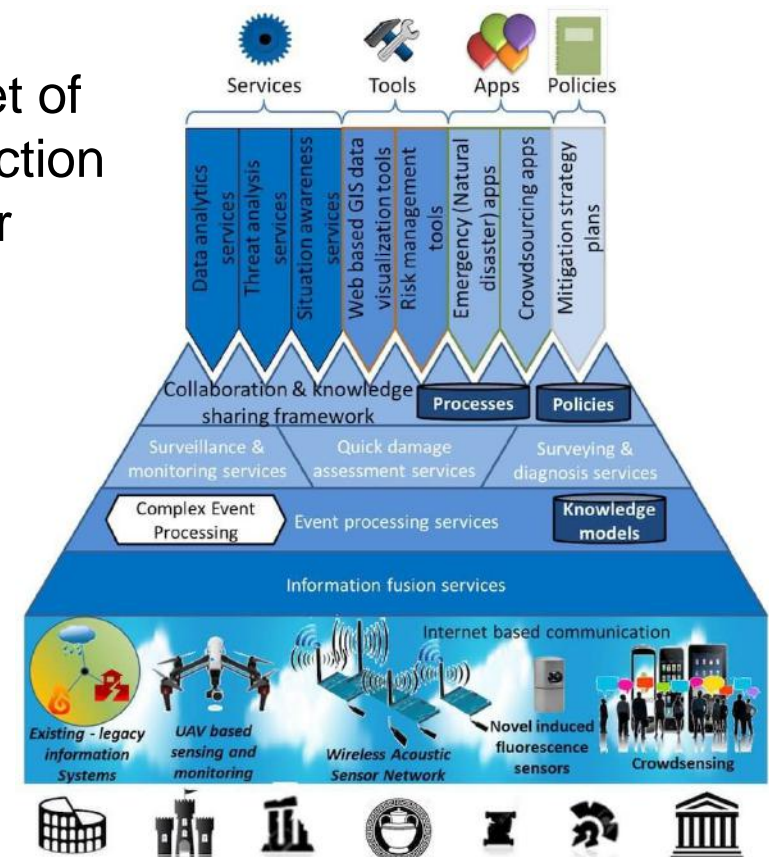 et of
ction
r
Services
Tools
Apps
Policies
Data analytics
services
Threat analysis
services
Situation awareness
services
Web based GIS data
visualization tools
Risk management
tools
Emergency (Natural
disaster) apps
Crowdsourcing apps
Mitigation strategy
plans
Collaboration & knowledge
sharing framework
Processes
Policies
Surveillance &
monitoring services
Quick damage
assessment services
Surveying &
diagnosis services
Complex Event
Processing
Event processing services
Knowledge
models
Information fusion services
Internet based communication
Existing - legacy
information
Systems
UAV based
sensing and
monitoring
Wireless Acoustic
Sensor Network
Novel induced
fluorescence
sensors
Crowdsensing